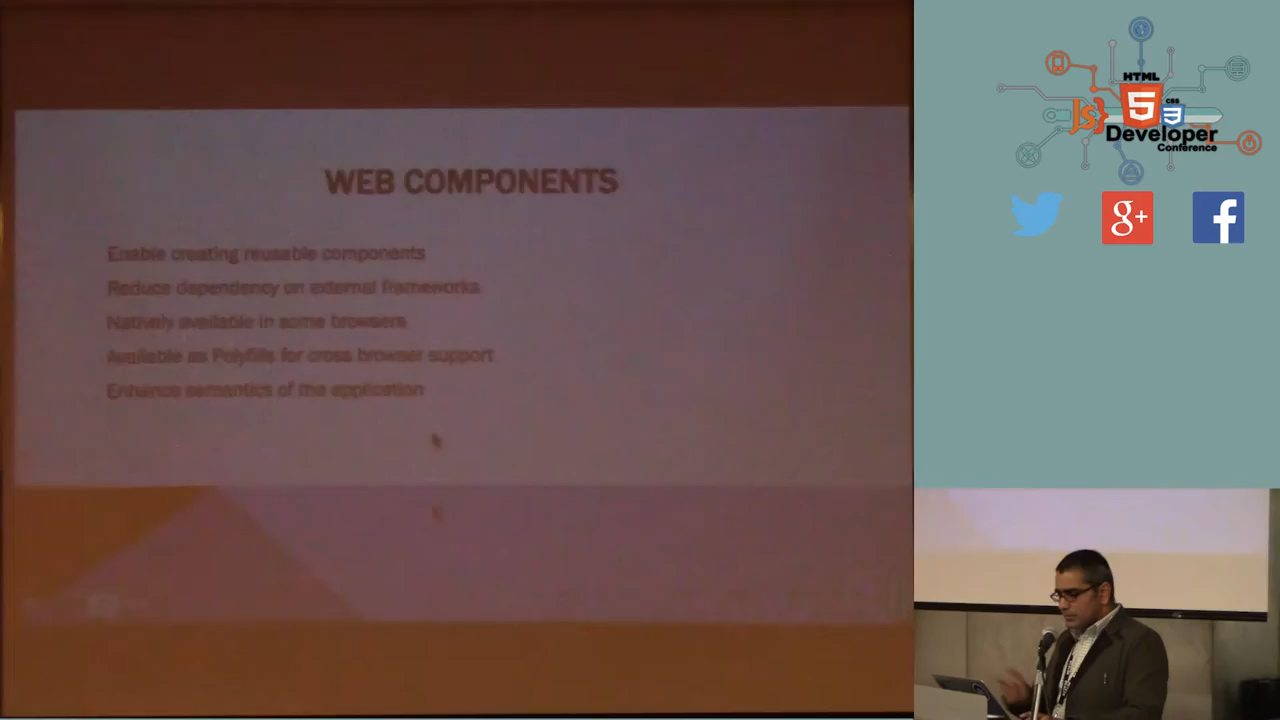 WEB COMPONENTS
Enable creating reusable components
Reduce dependency on external frameworks
Natively available in some browsers
Available as Polyfills for cross browser support
Enhance semantics of the application
HTML
5
CSS
3
JS}
Developer
Conference
g+
f